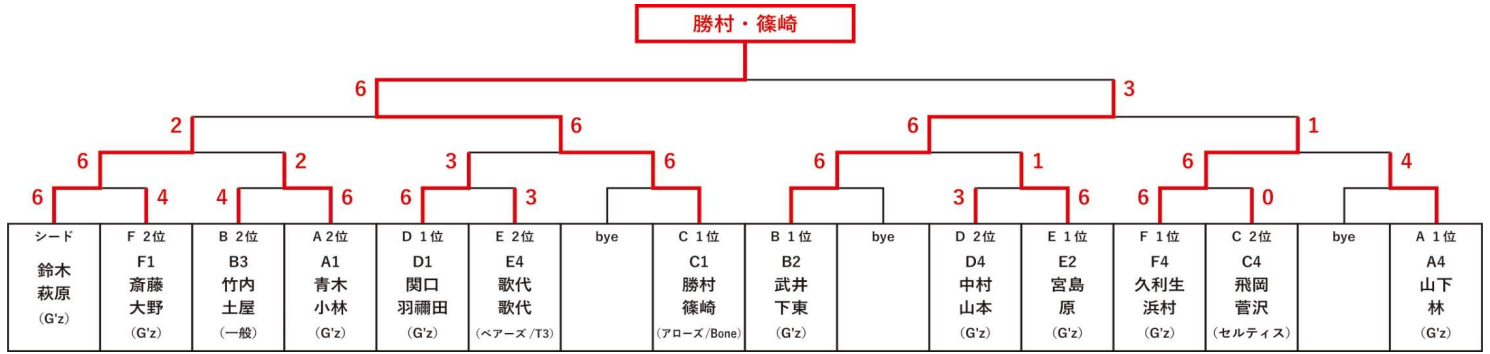 勝村・篠崎
6
3
2
6
6
1
6
2
3
6
6
1
6
4
6
4
4
6
6
3
3
6
6
0
シード
鈴木
萩原
(G'z)
F 2位
F1
斎藤
大野
(G'z)
B 2位
B3
竹内
土屋
(一般)
A 2位
A1
青木
小林
(G'z)
D 1位
D1
関口
羽禰田
(G'z)
E 2位
E4
歌代
歌代
(ベアーズ/T3)
bye
C 1位
C1
勝村
篠崎
(アローズ/Bone)
B 1位
B2
武井
下東
(G'z)
bye
D 2位
D4
中村
山本
(G'z)
E 1位
E2
宮島
原
(G'z)
F 1位
F4
久利生
浜村
(G'z)
C 2位
C4
飛岡
菅沢
(セルティス)
bye
A 1位
A4
山下
林
(G'z)